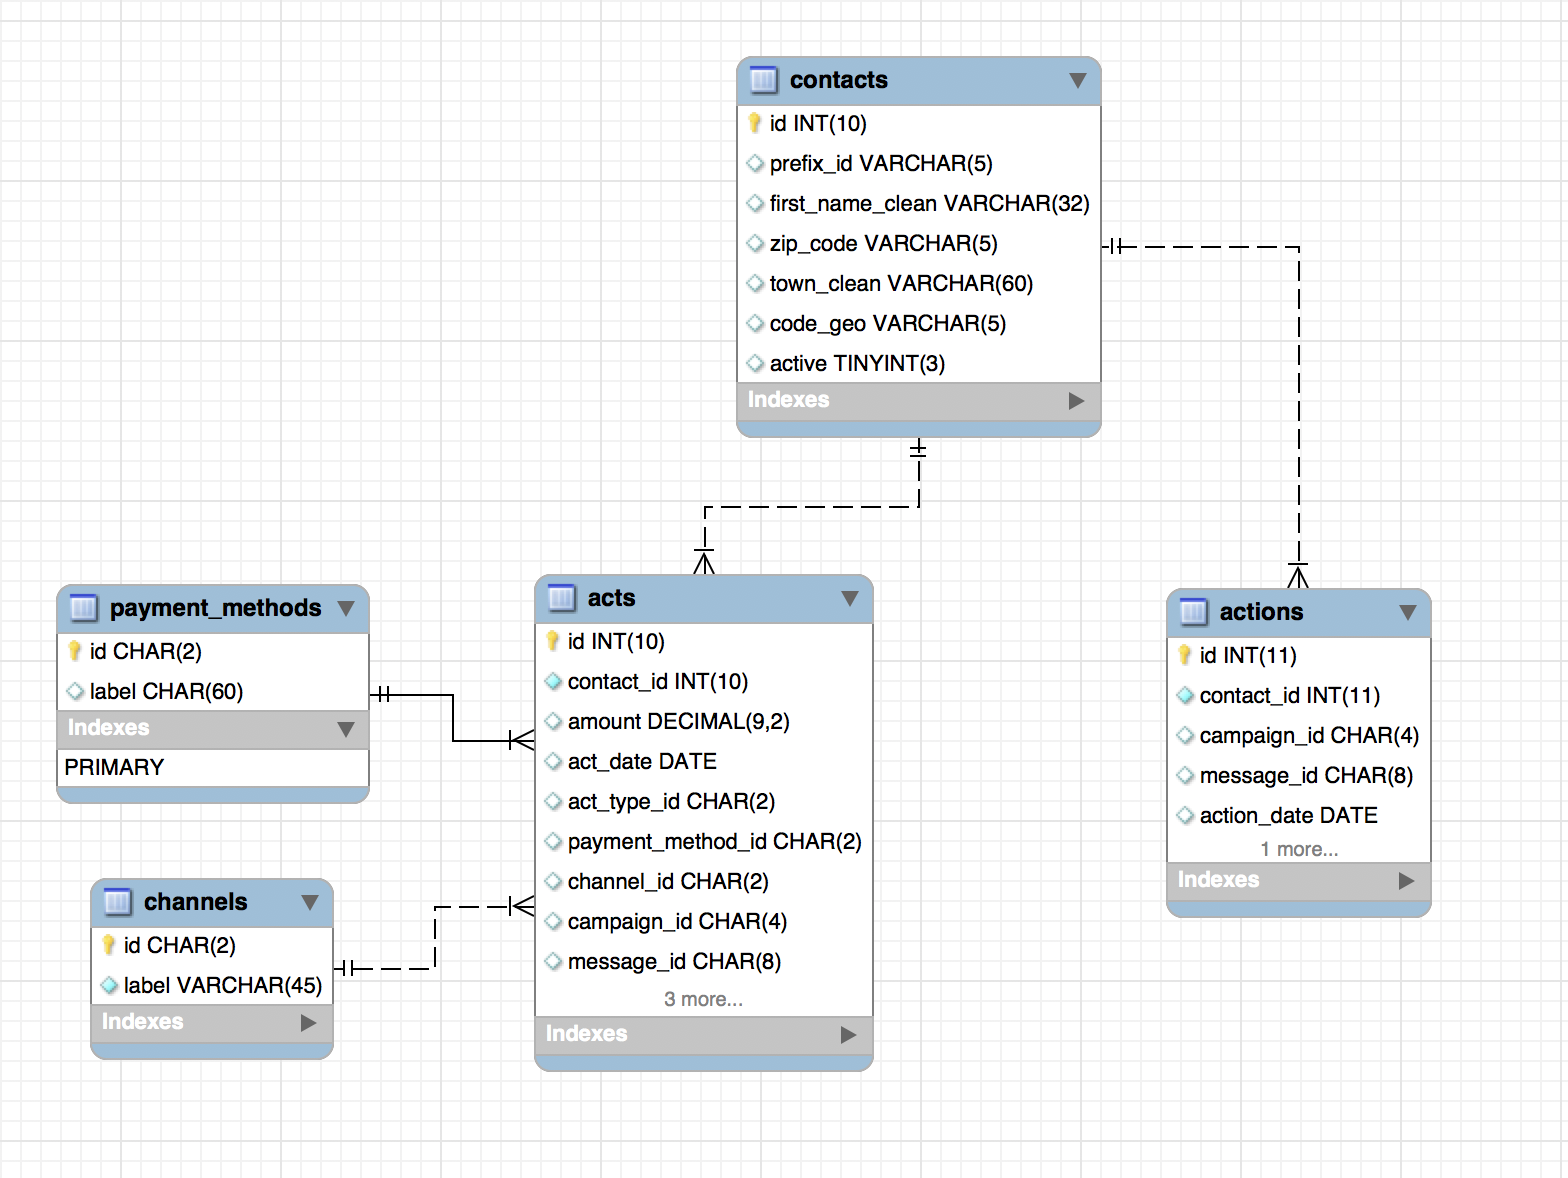 contacts
id INT(10)
prefix_id VARCHAR(5)
first_name_clean VARCHAR(32)
zip_code VARCHAR(5)
town_clean VARCHAR(60)
code_geo VARCHAR(5)
active TINYINT(3)
Indexes
payment_methods
id CHAR(2)
label CHAR(60)
Indexes
PRIMARY
channels
id CHAR(2)
label VARCHAR(45)
Indexes
acts
id INT(10)
contact_id INT(10)
amount DECIMAL(9,2)
act_date DATE
act_type_id CHAR(2)
payment_method_id CHAR(2)
channel_id CHAR(2)
campaign_id CHAR(4)
message_id CHAR(8)
3 more...
Indexes
actions
id INT(11)
contact_id INT(11)
campaign_id CHAR(4)
message_id CHAR(8)
action_date DATE
1 more...
Indexes